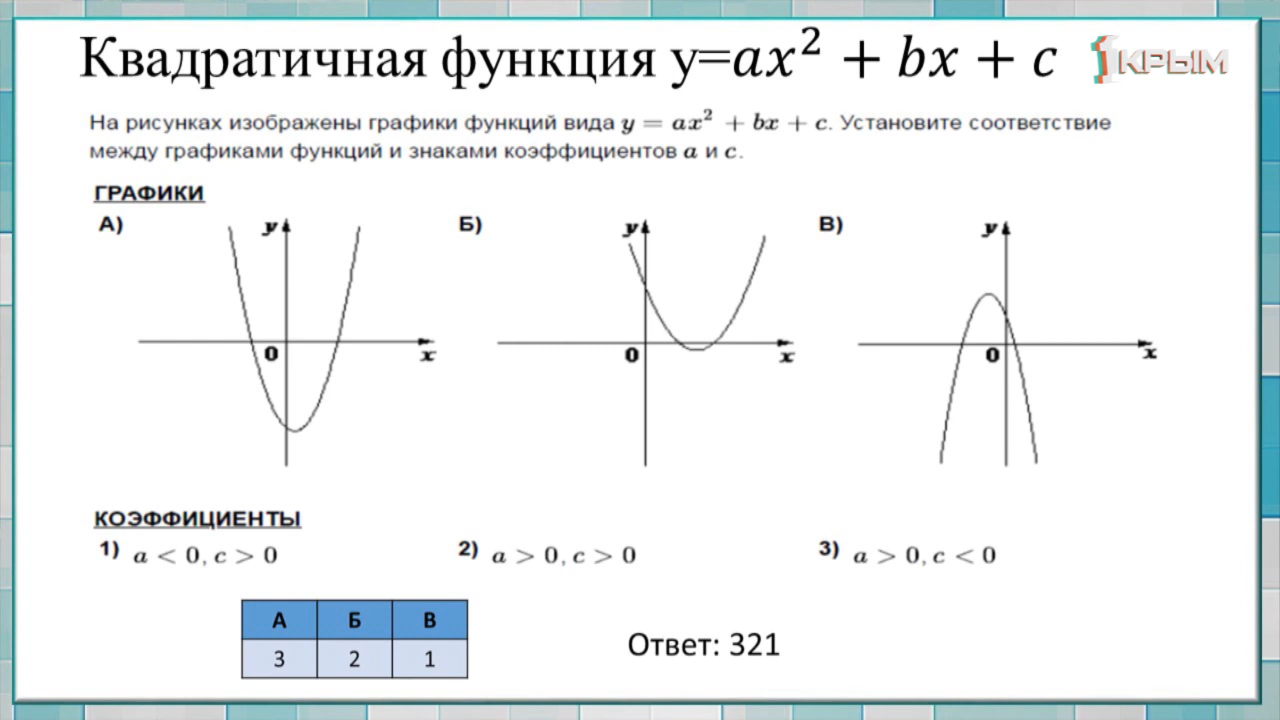 Квадратичная функция y=ax² + bx + c
1КРЫМ
На рисунках изображены графики функций вида y = ax² + bx + c. Установите соответствие
между графиками функций и знаками коэффициентов a и c.
ГРАФИКИ
А) Б) В)
y y y
0 x 0 x 0 x
КОЭФФИЦИЕНТЫ
1) a < 0, c > 0 2) a > 0, c > 0 3) a > 0, c < 0
А Б В
3 2 1
Ответ: 321